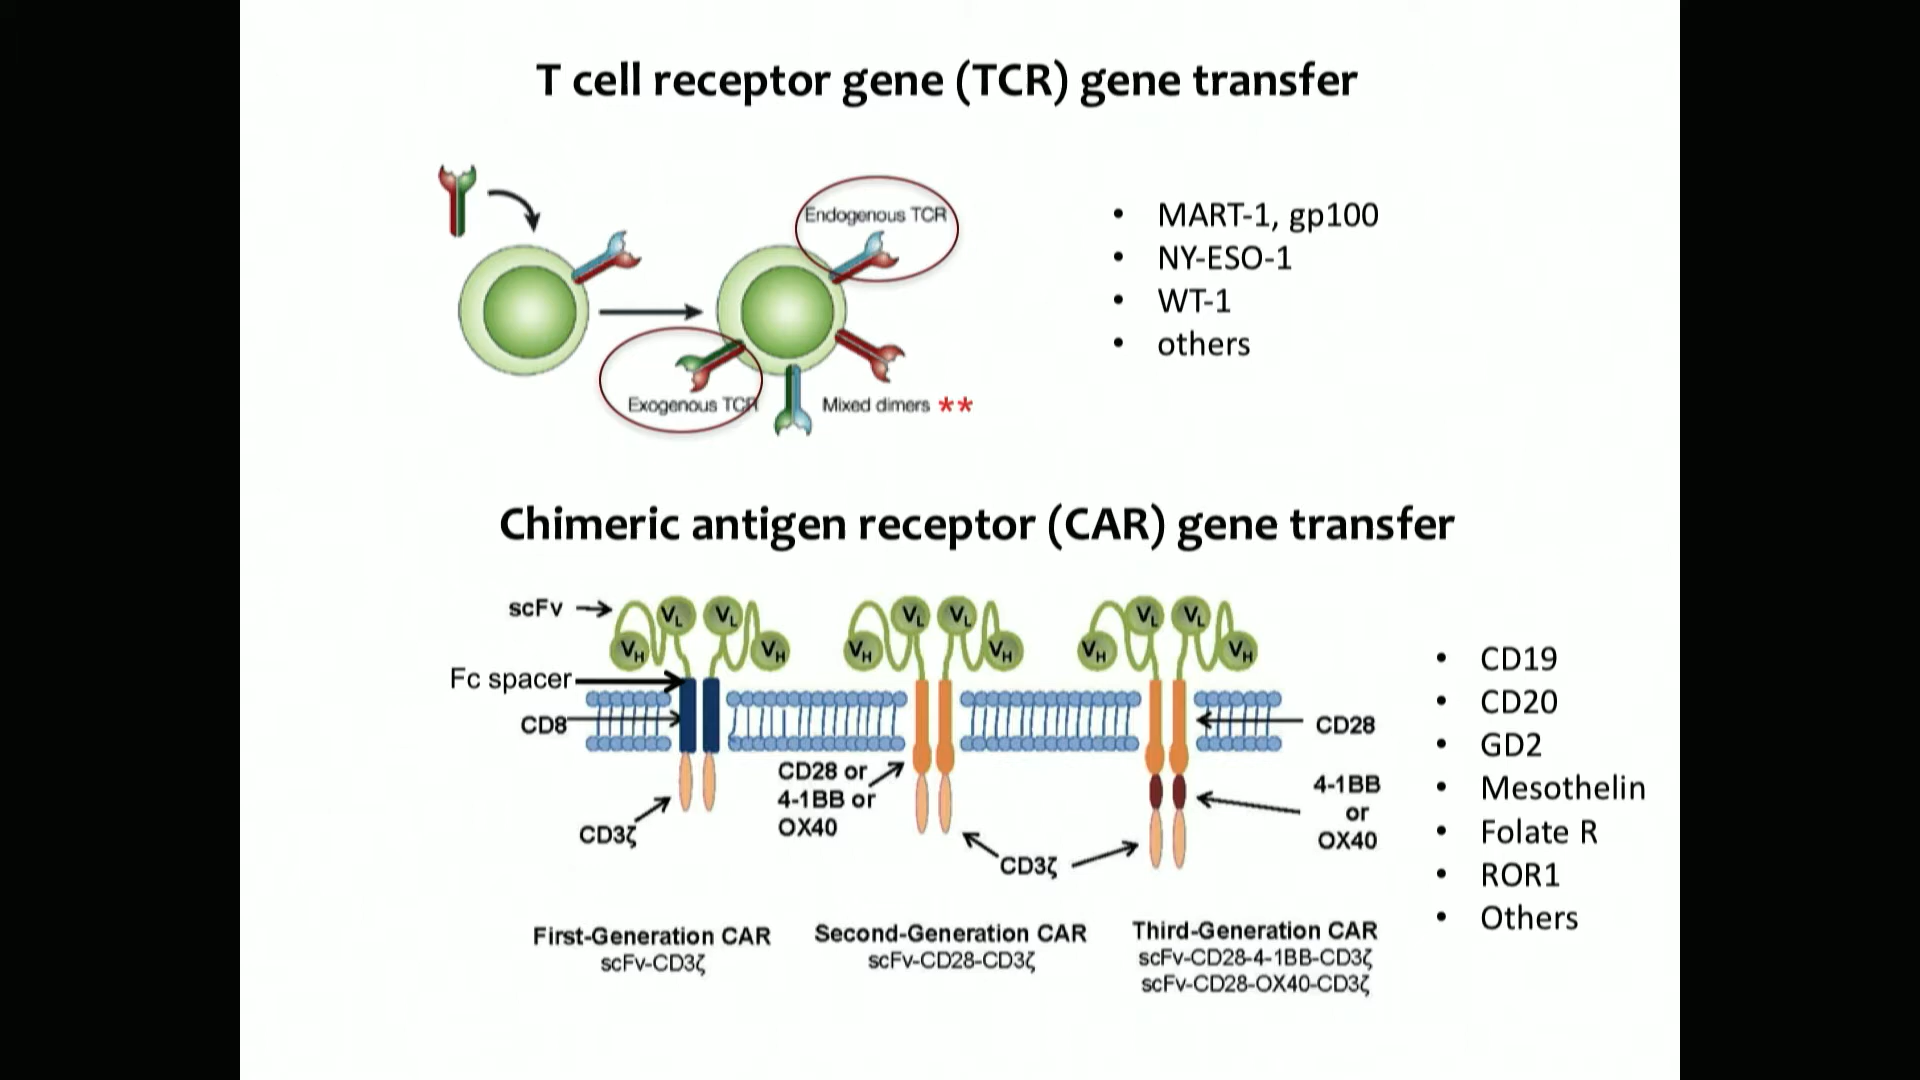 T cell receptor gene (TCR) gene transfer
Endogenous TCR
Exogenous TCR
Mixed dimers **
• MART-1, gp100
• NY-ESO-1
• WT-1
• others
Chimeric antigen receptor (CAR) gene transfer
scFv
VL VL VL VL VL VL
VH VH VH VH VH VH
Fc spacer
CD8
CD3ζ
CD28 or
4-1BB or
OX40
CD3ζ
CD28
4-1BB
or
OX40
First-Generation CAR
scFv-CD3ζ
Second-Generation CAR
scFv-CD28-CD3ζ
Third-Generation CAR
scFv-CD28-4-1BB-CD3ζ
scFv-CD28-OX40-CD3ζ
• CD19
• CD20
• GD2
• Mesothelin
• Folate R
• ROR1
• Others